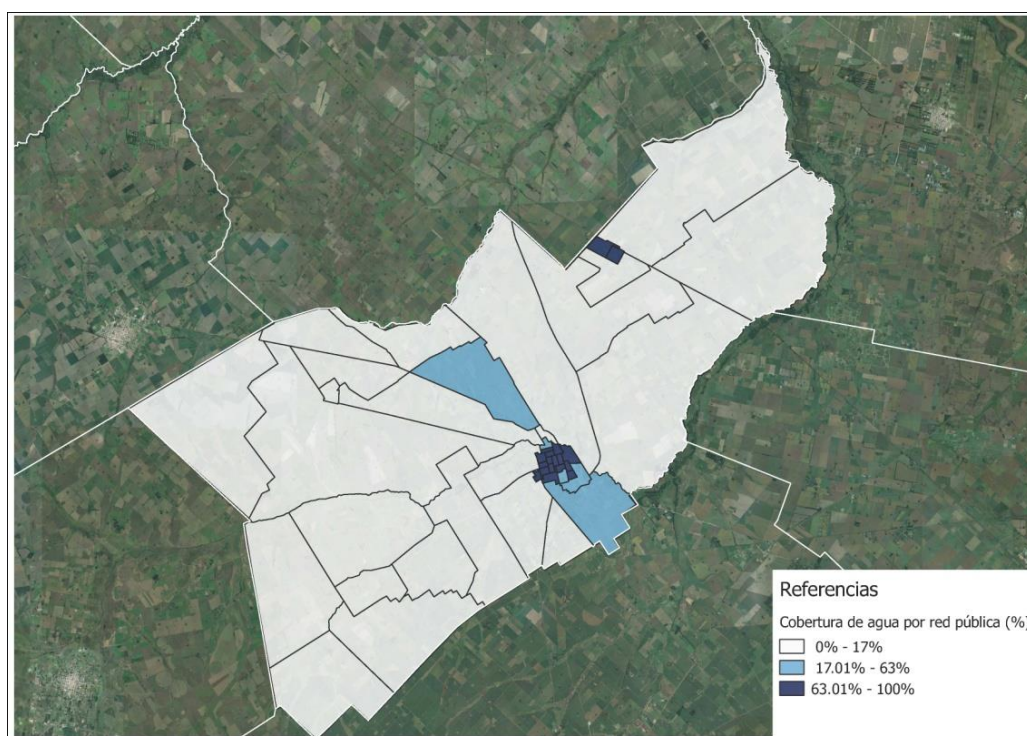 Referencias
Cobertura de agua por red pública (%)
0% - 17%
17.01% - 63%
63.01% - 100%